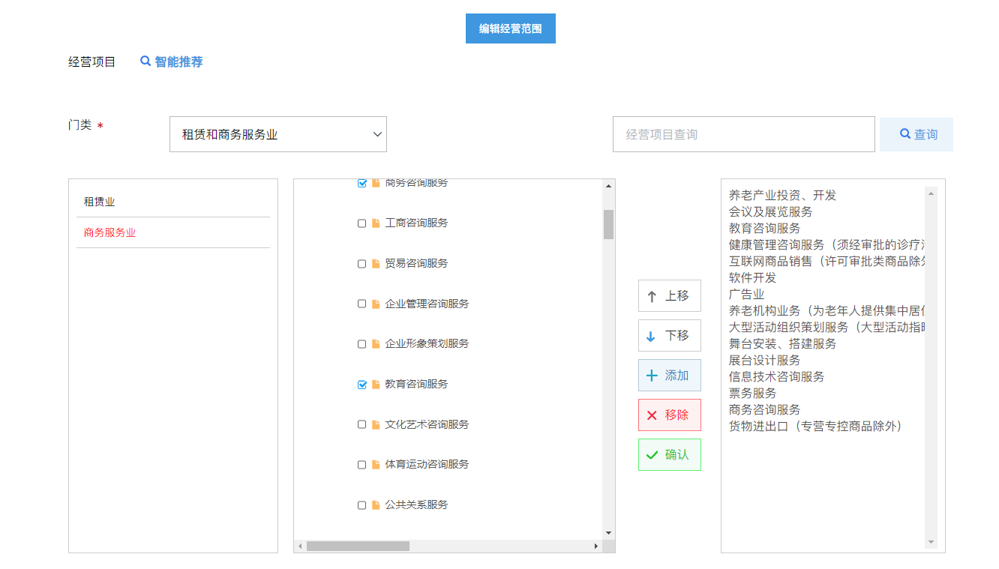 编辑经营范围
经营项目 智能推荐
门类 * 租赁和商务服务业 经营项目查询 查询
租赁业
商务服务业
商务咨询服务
工商咨询服务
贸易咨询服务
企业管理咨询服务
企业形象策划服务
教育咨询服务
文化艺术咨询服务
体育运动咨询服务
公共关系服务
上移
下移
添加
移除
确认
养老产业投资、开发
会议及展览服务
教育咨询服务
健康管理咨询服务（须经审批的诊疗
互联网商品销售（许可审批类商品除外
软件开发
广告业
养老机构业务（为老年人提供集中居住
大型活动组织策划服务（大型活动指
舞台安装、搭建服务
展台设计服务
信息技术咨询服务
票务服务
商务咨询服务
货物进出口（专营专控商品除外）